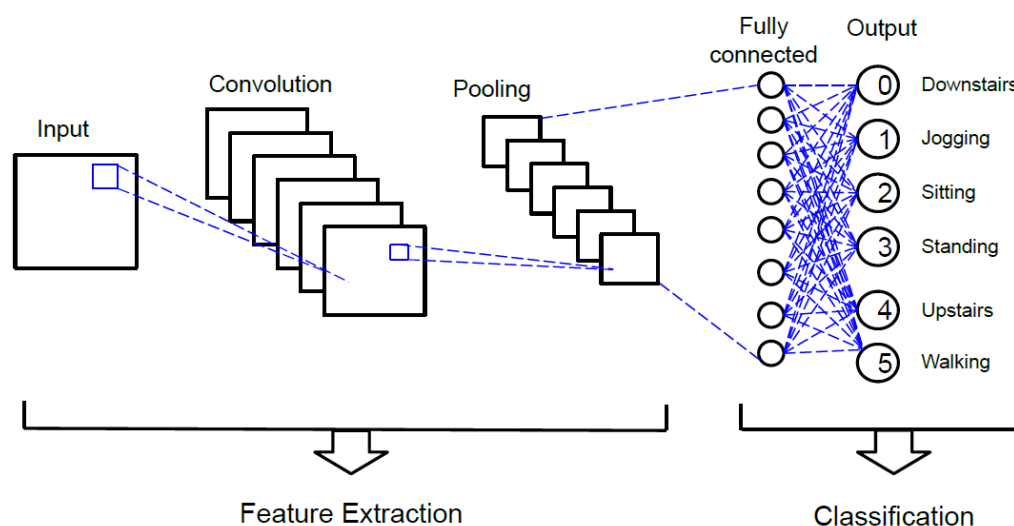 Input
Convolution
Pooling
Fully
connected
Output
0 Downstairs
1 Jogging
2 Sitting
3 Standing
4 Upstairs
5 Walking
Feature Extraction
Classification